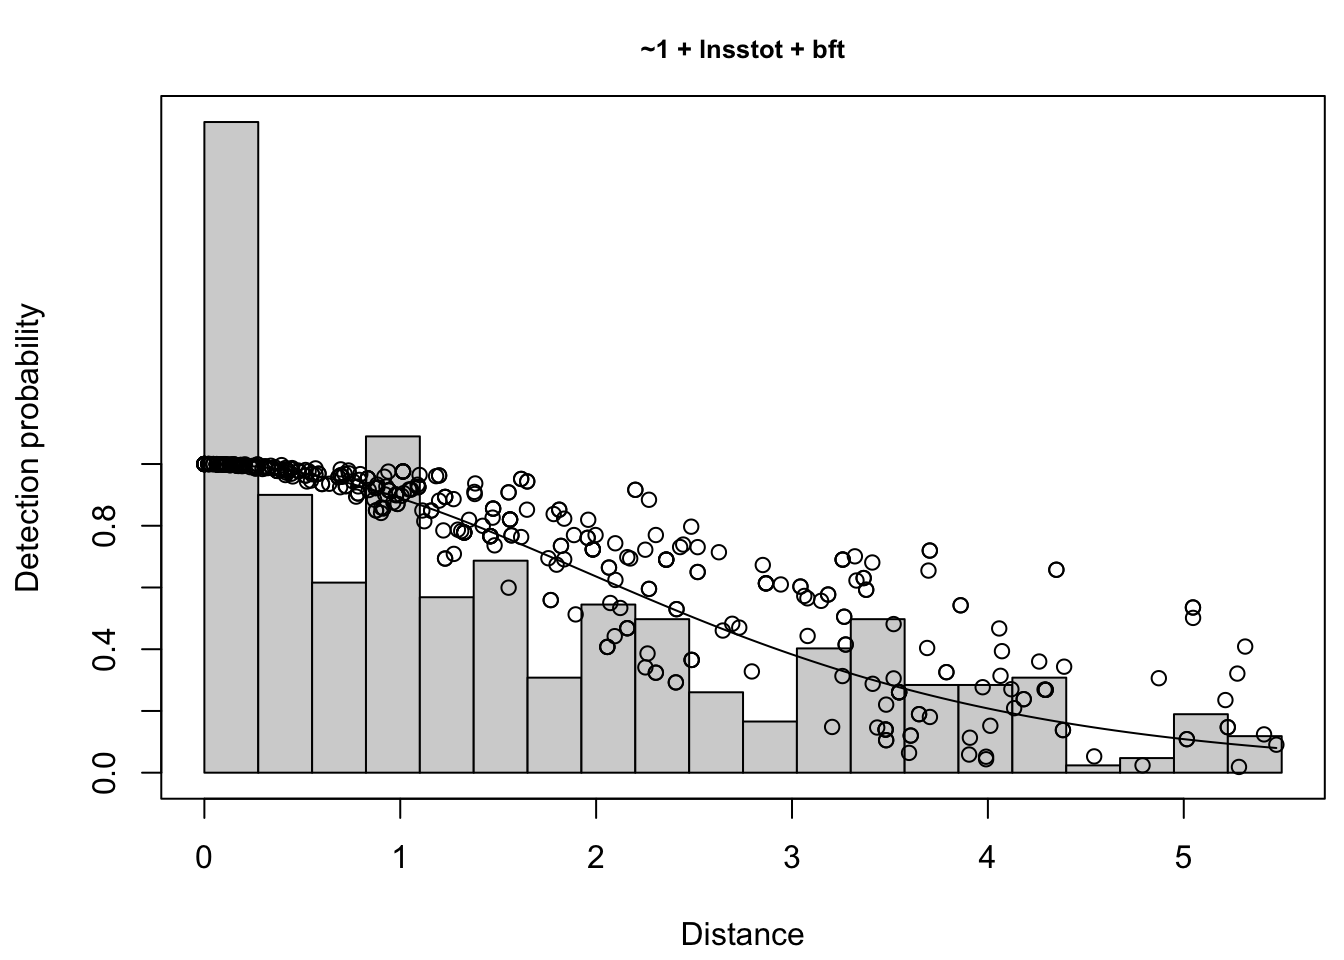 ~1 + lnsstot + bft
Detection probability
0.8
0.4
0.0
0 1 2 3 4 5
Distance